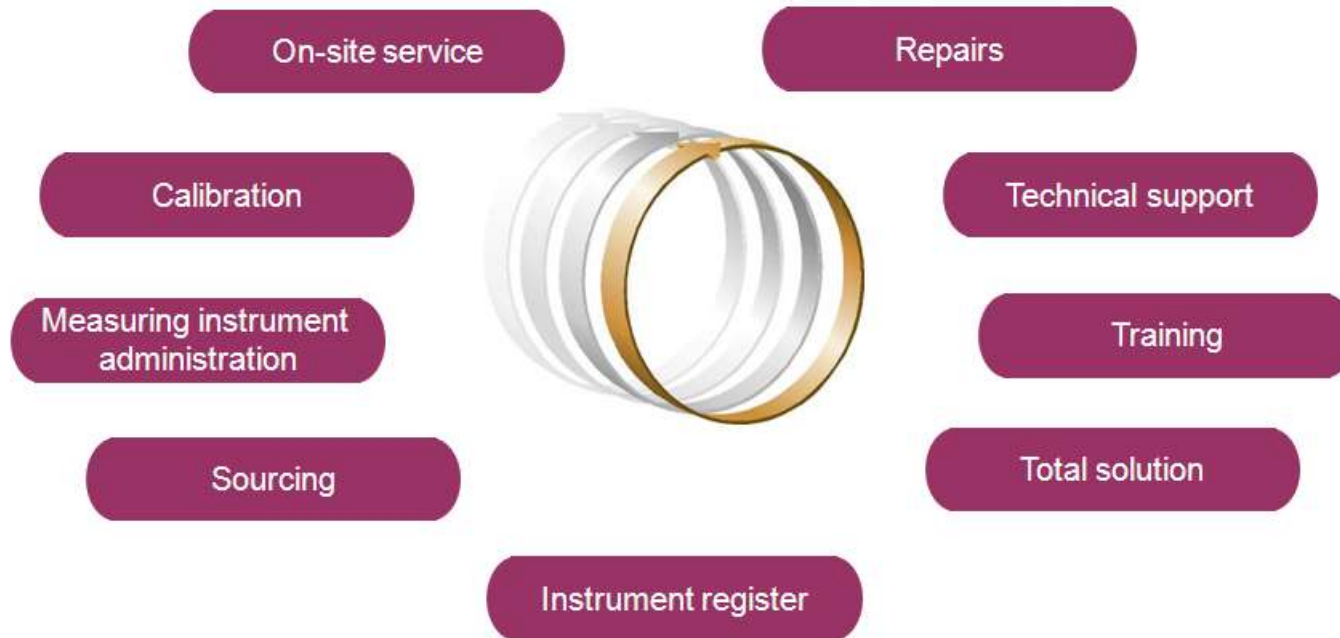 On-site service
Repairs
Calibration
Technical support
Measuring instrument
administration
Training
Sourcing
Total solution
Instrument register